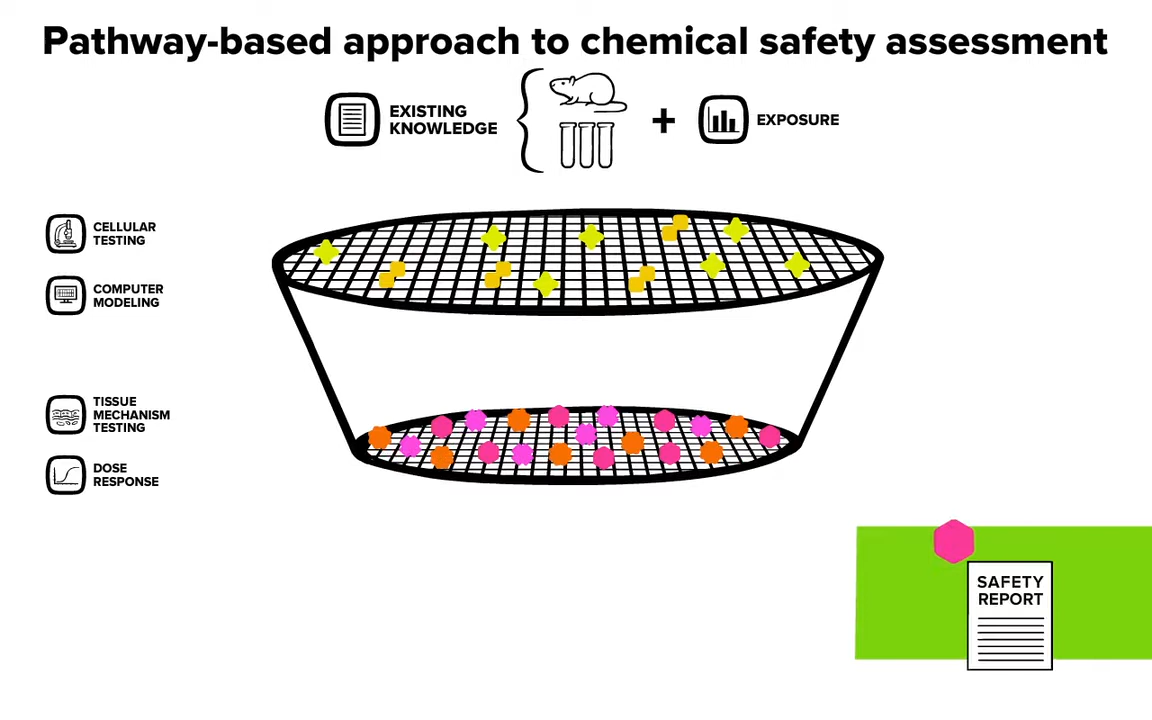 Pathway-based approach to chemical safety assessment
EXISTING
KNOWLEDGE
+
EXPOSURE
CELLULAR
TESTING
COMPUTER
MODELING
TISSUE
MECHANISM
TESTING
DOSE
RESPONSE
SAFETY
REPORT